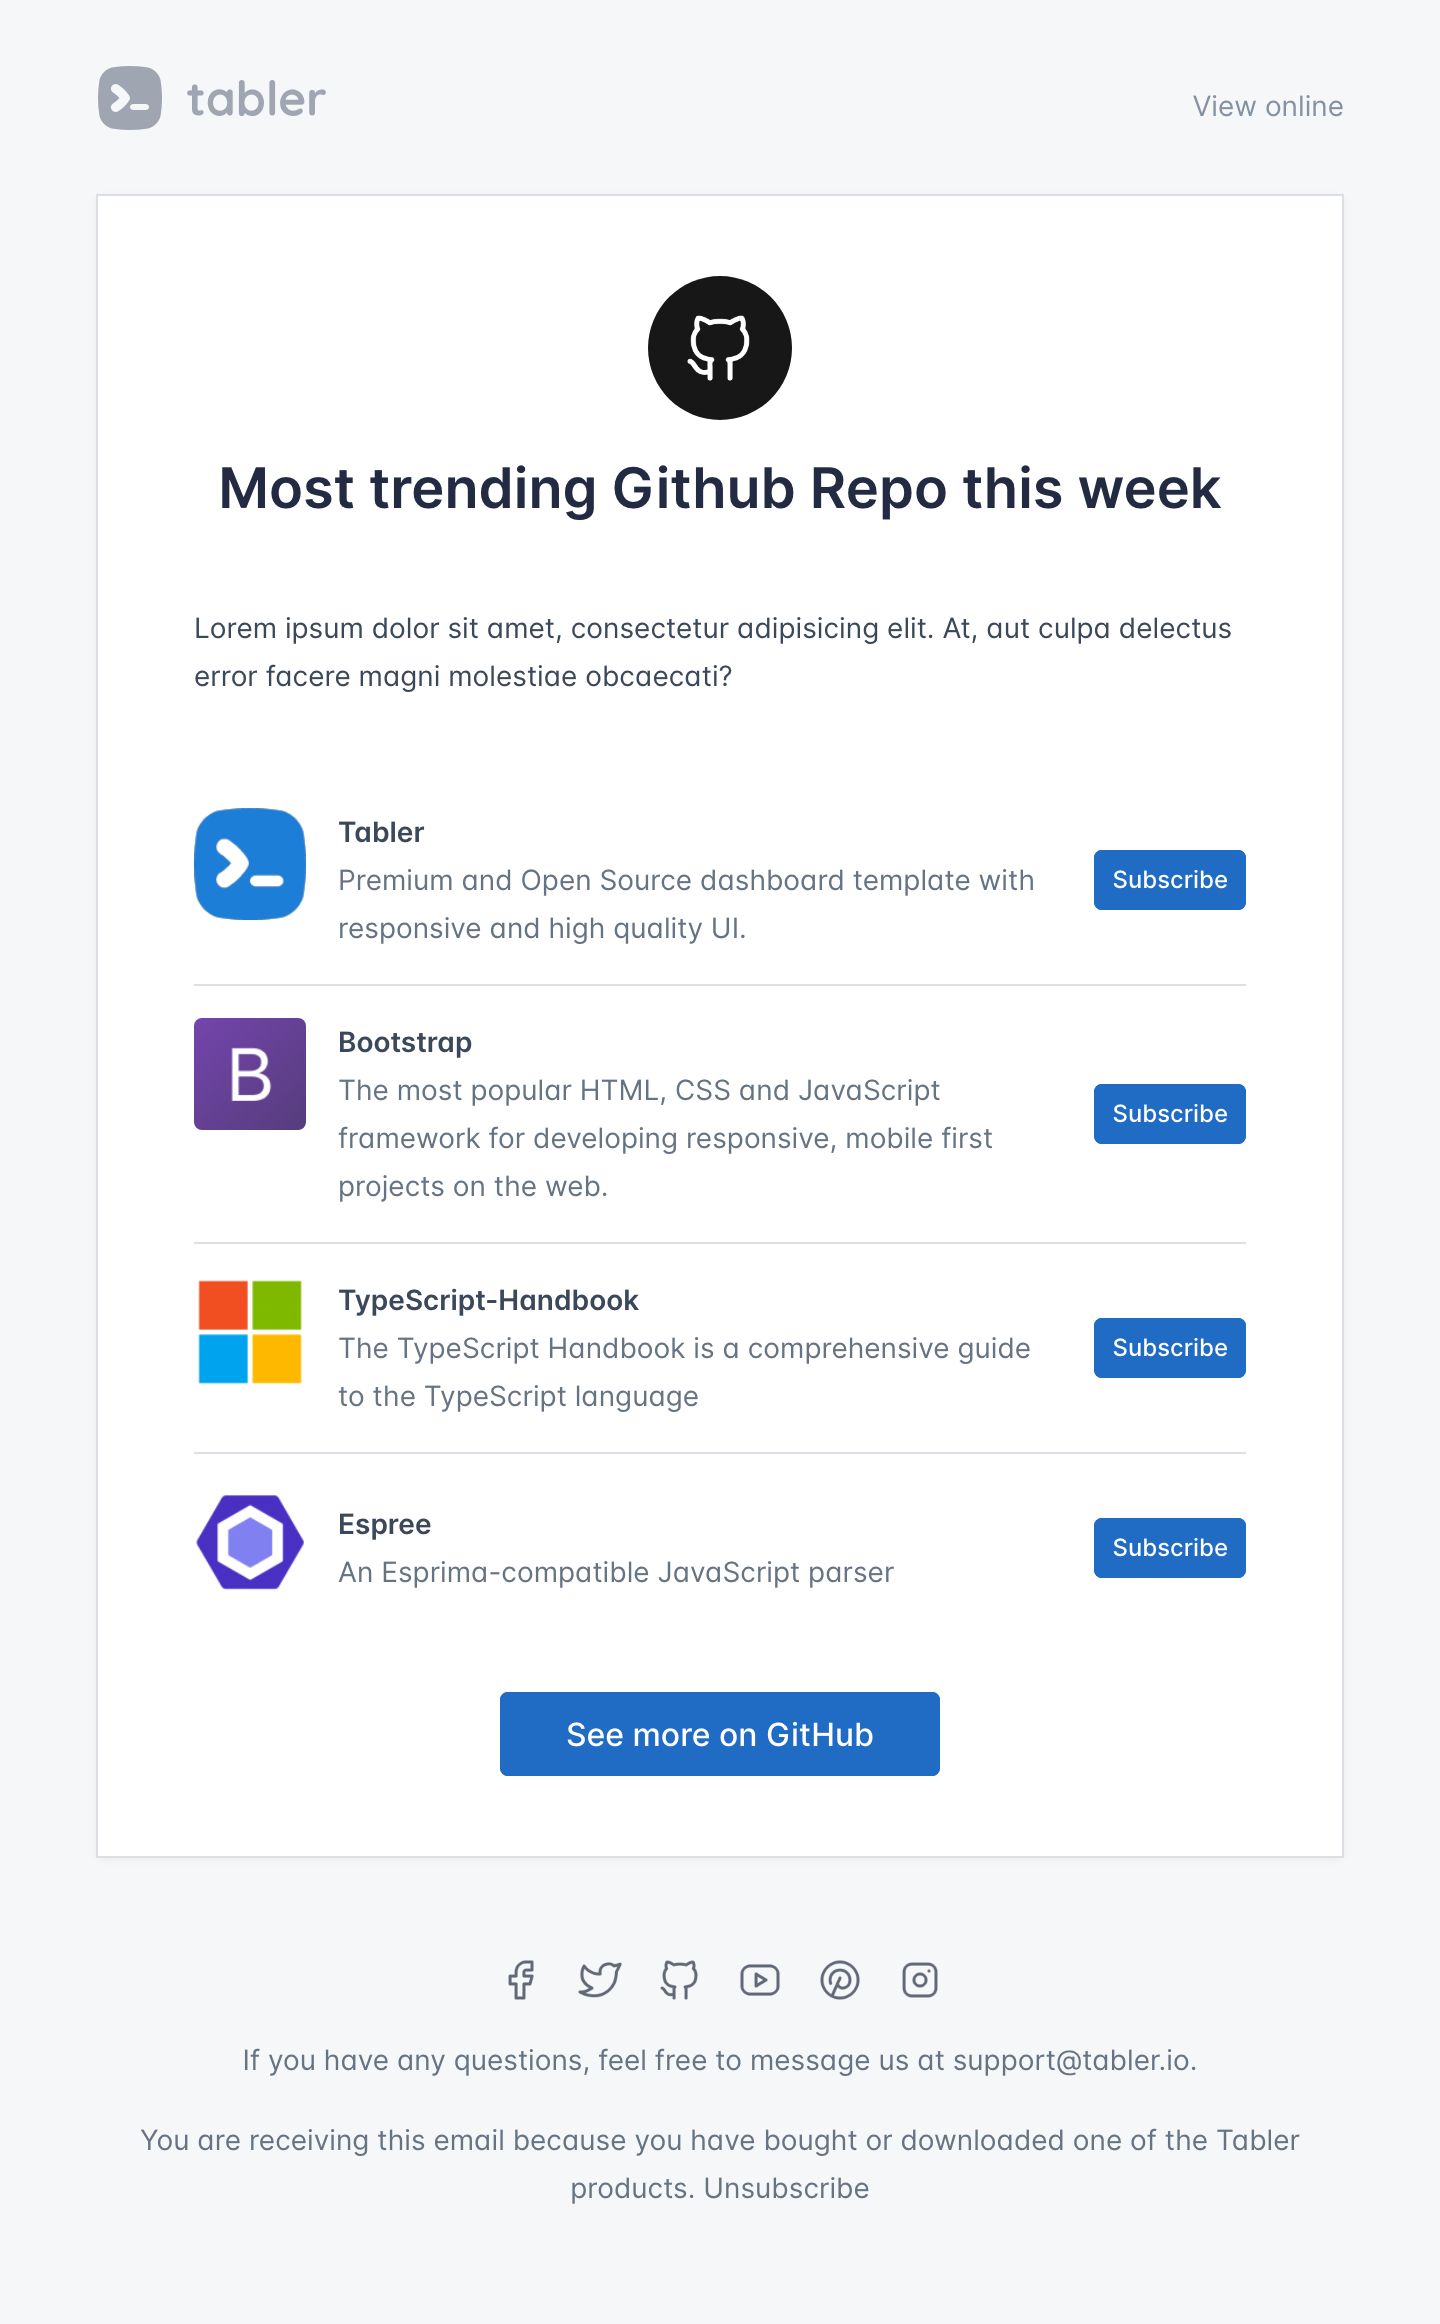 tabler
View online
Most trending Github Repo this week
Lorem ipsum dolor sit amet, consectetur adipisicing elit. At, aut culpa delectus
error facere magni molestiae obcaecati?
Tabler
Premium and Open Source dashboard template with
responsive and high quality UI.
Subscribe
B
Bootstrap
The most popular HTML, CSS and JavaScript
framework for developing responsive, mobile first
projects on the web.
Subscribe
TypeScript-Handbook
The TypeScript Handbook is a comprehensive guide
to the TypeScript language
Subscribe
Espree
An Esprima-compatible JavaScript parser
Subscribe
See more on GitHub
If you have any questions, feel free to message us at support@tabler.io.
You are receiving this email because you have bought or downloaded one of the Tabler
products. Unsubscribe